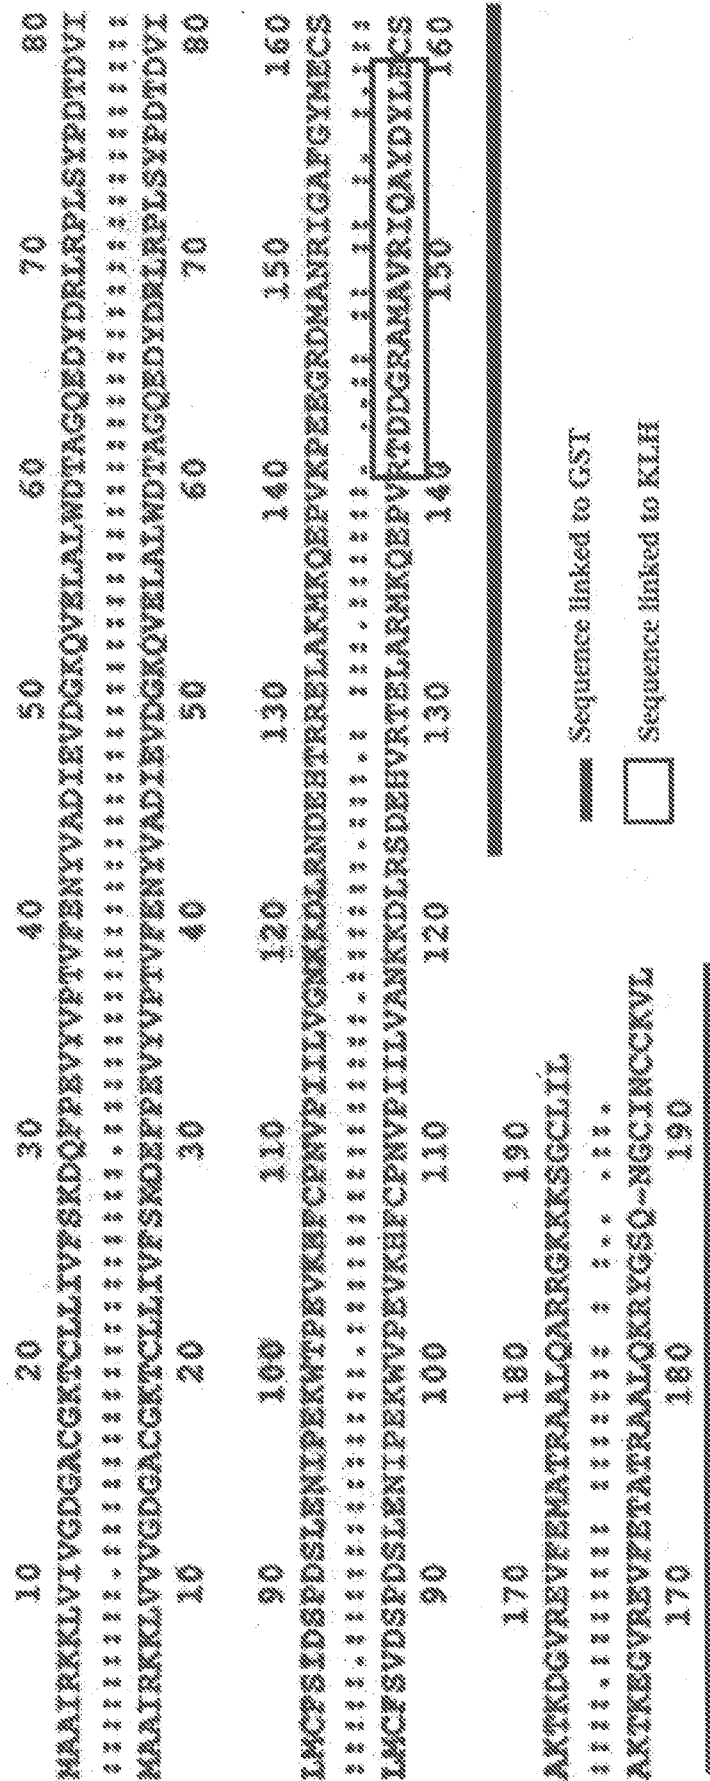 10 20 30 40 50 60 70 80
MAAIRKKLVIVGDGACGKTCLLIVFSKDQFPEVYVPTVFENYVADIEVDGKQVELALWDTAGQEDYDRLRPLSYPDTDVI
MAAIRKKLVVVGDGACGKTCLLIVFSKDEFPEVYVPTVFENYVADIEVDGKQVELALWDTAGQEDYDRLRPLSYPDTDVI
10 20 30 40 50 60 70 80
90 100 110 120 130 140 150 160
LMCFSIDSPDSLENIPEKWTPEVKHFCPNVPIILVGNKKDLRNDEHTRRELAKMKQEPVKPEEGRDMANRIGAFGYMECS
LMCFSVDSPDSLENIPEKWVPEVKHFCPNVPIILVANKKDLRSDEHVRTELARMKQEPVRTDDGRAMAVRIQAYDYLECS
90 100 110 120 130 140 150 160
170 180 190
AKTKDGVREVFEMATRAALQARRGKKKSGCLIL
AKTKEGVREVFETATRAALQKRYGSQ-NGCINCCKVL
170 180 190
Sequence linked to GST
Sequence linked to KLH